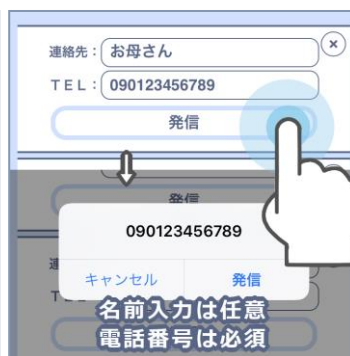 連絡先： お母さん
ＴＥＬ： 090123456789
発信
発信
090123456789
キャンセル 発信
名前入力は任意
電話番号は必須